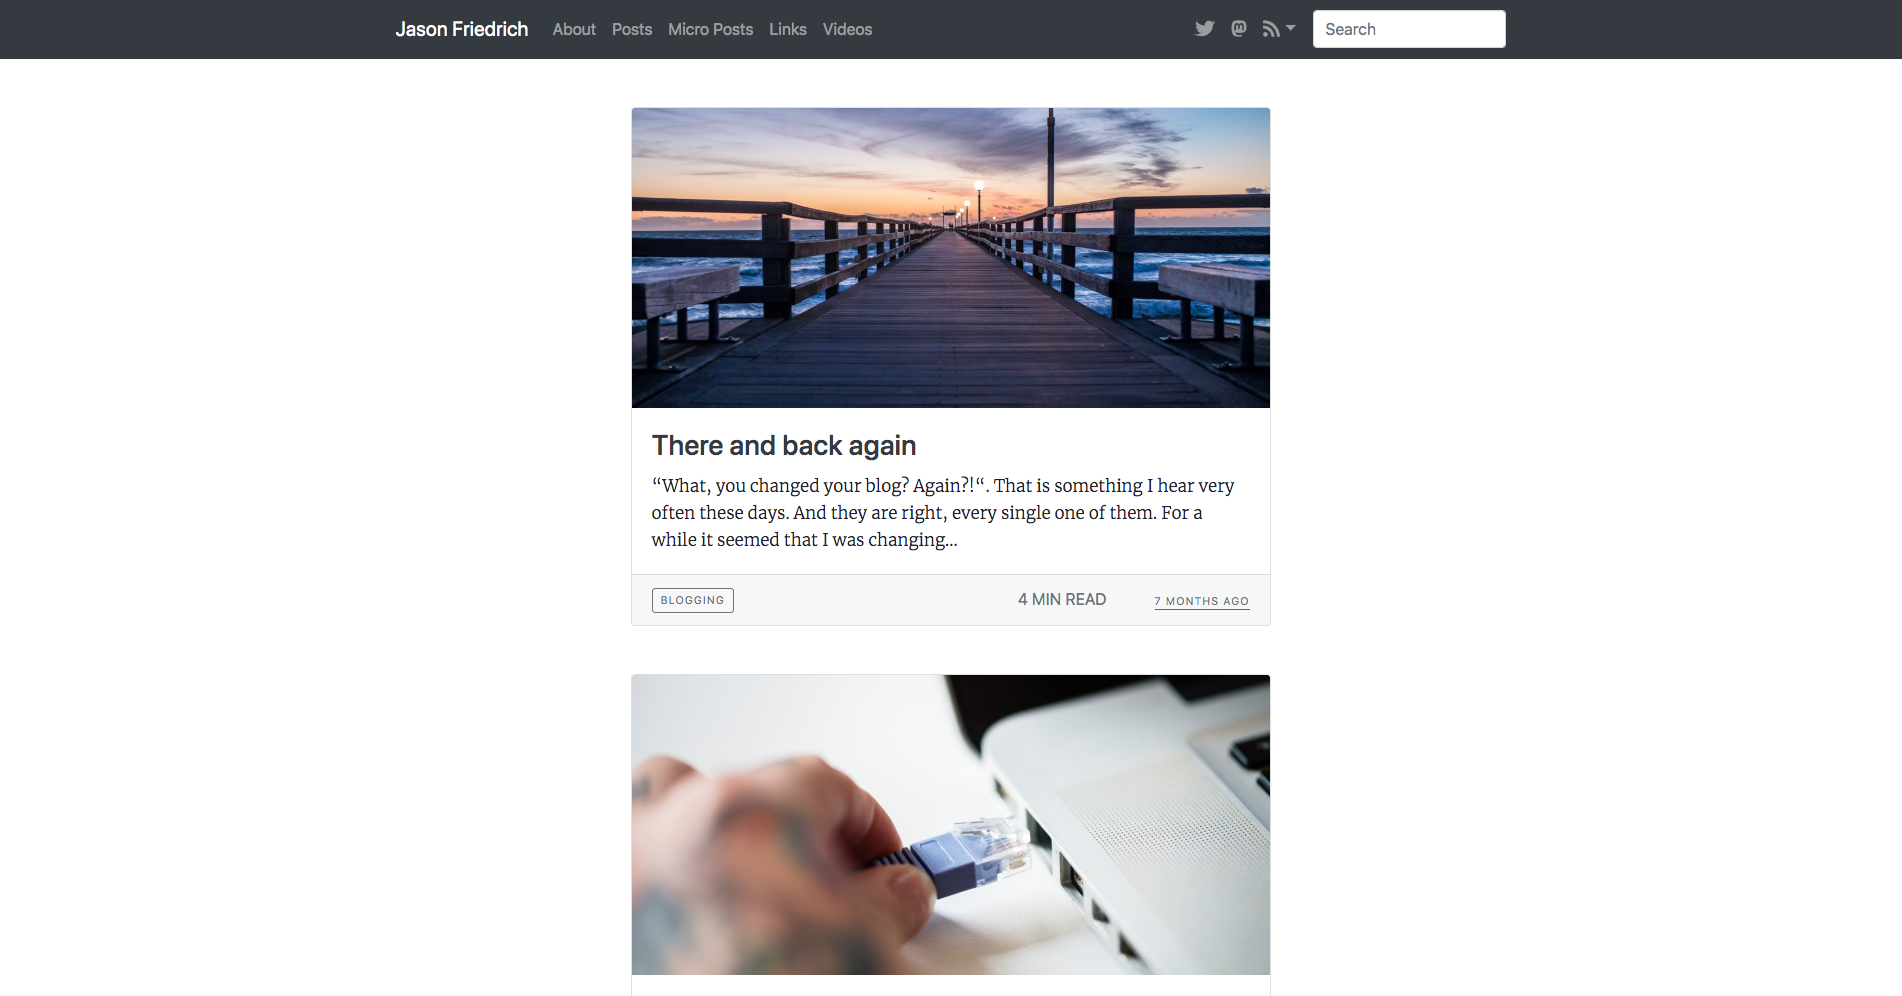 Jason Friedrich About Posts Micro Posts Links Videos Search
There and back again
“What, you changed your blog? Again?!“. That is something I hear very
often these days. And they are right, every single one of them. For a
while it seemed that I was changing...
BLOGGING 4 MIN READ 7 MONTHS AGO